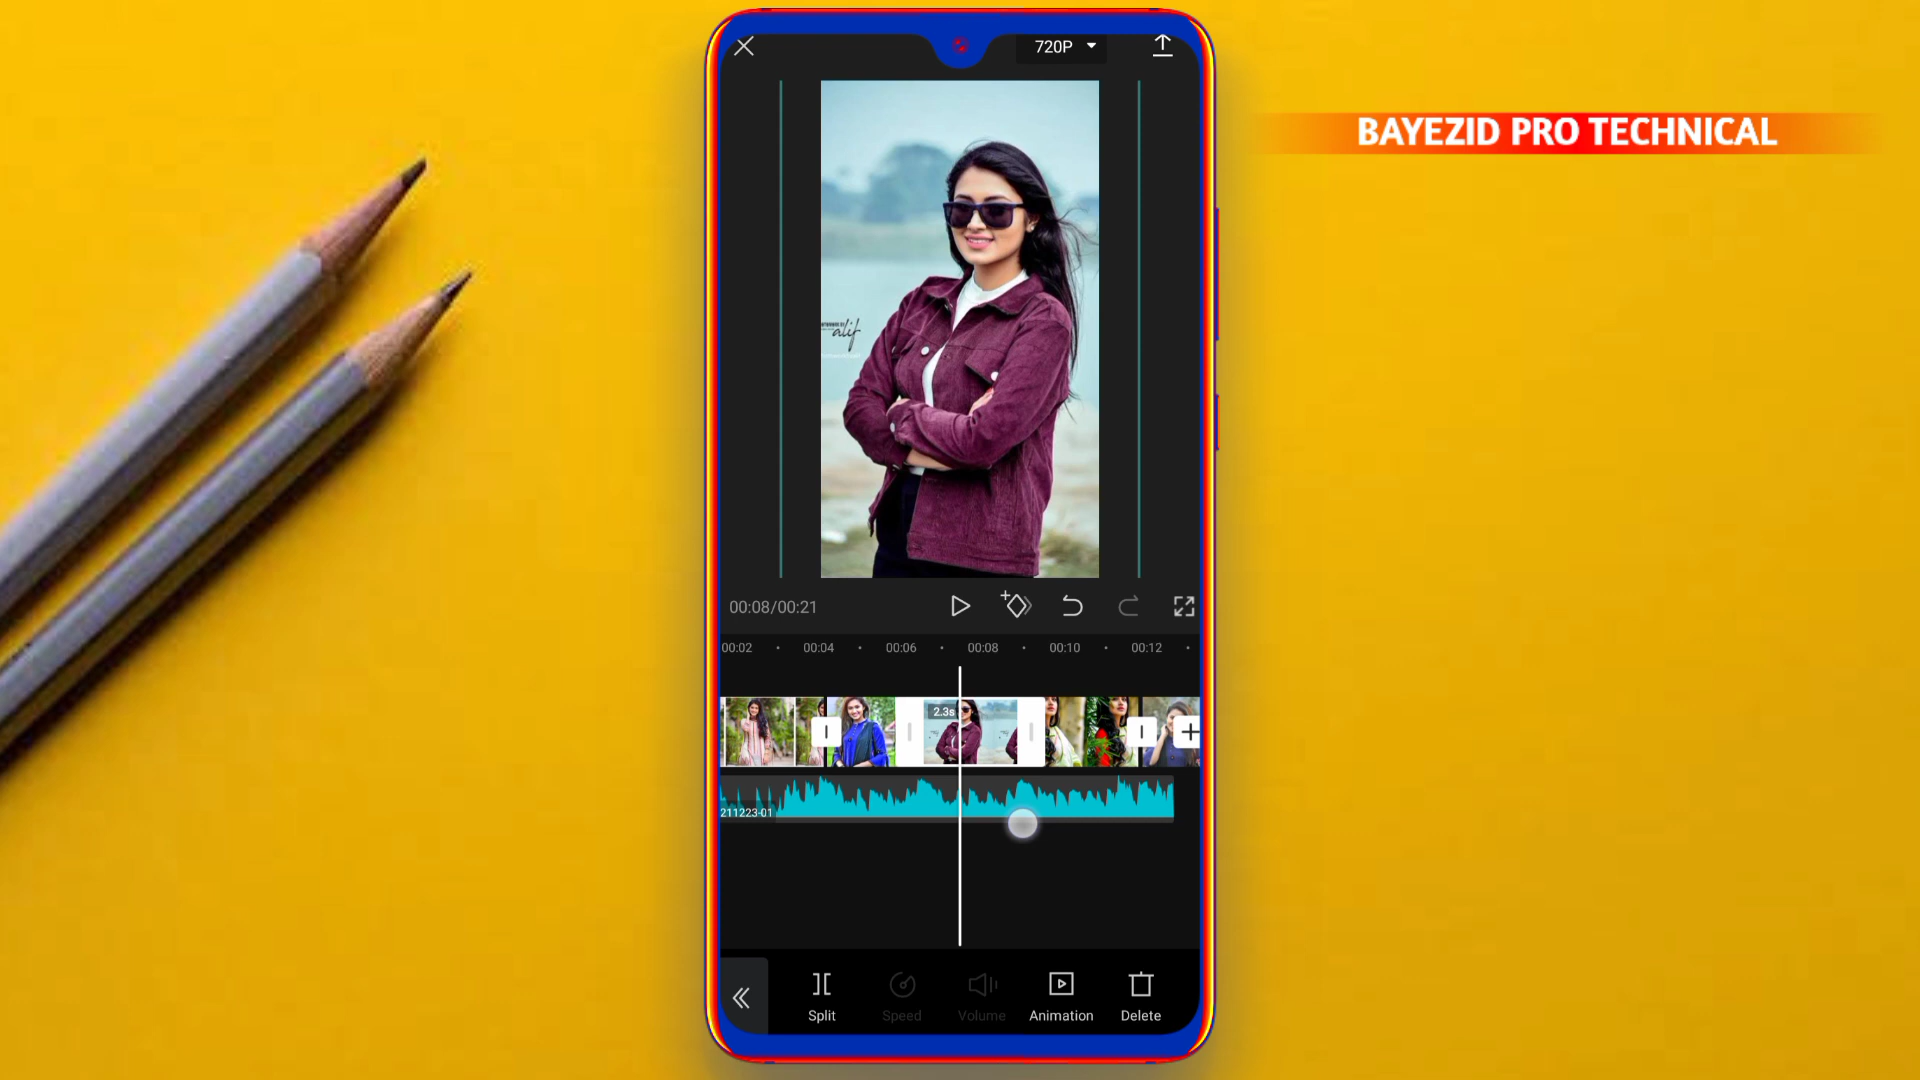 720P
BAYEZID PRO TECHNICAL
alif
00:08/00:21
00:02 00:04 00:06 00:08 00:10 00:12
2.3s
211223-01
Split Speed Volume Animation Delete